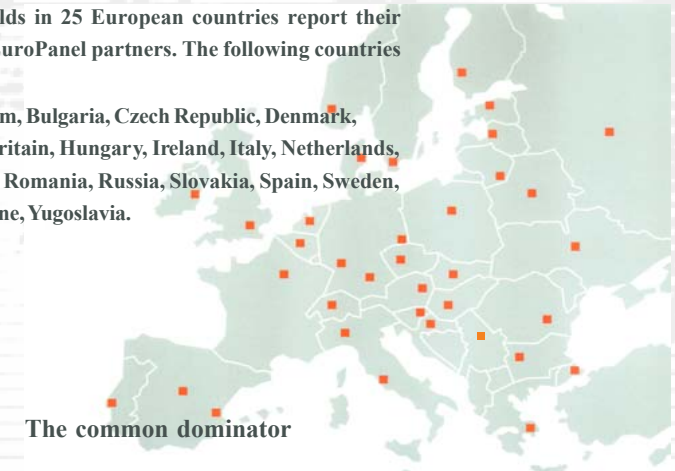 lds in 25 European countries report their
EuroPanel partners. The following countries
m, Bulgaria, Czech Republic, Denmark,
ritain, Hungary, Ireland, Italy, Netherlands,
Romania, Russia, Slovakia, Spain, Sweden,
ne, Yugoslavia.
The common dominator